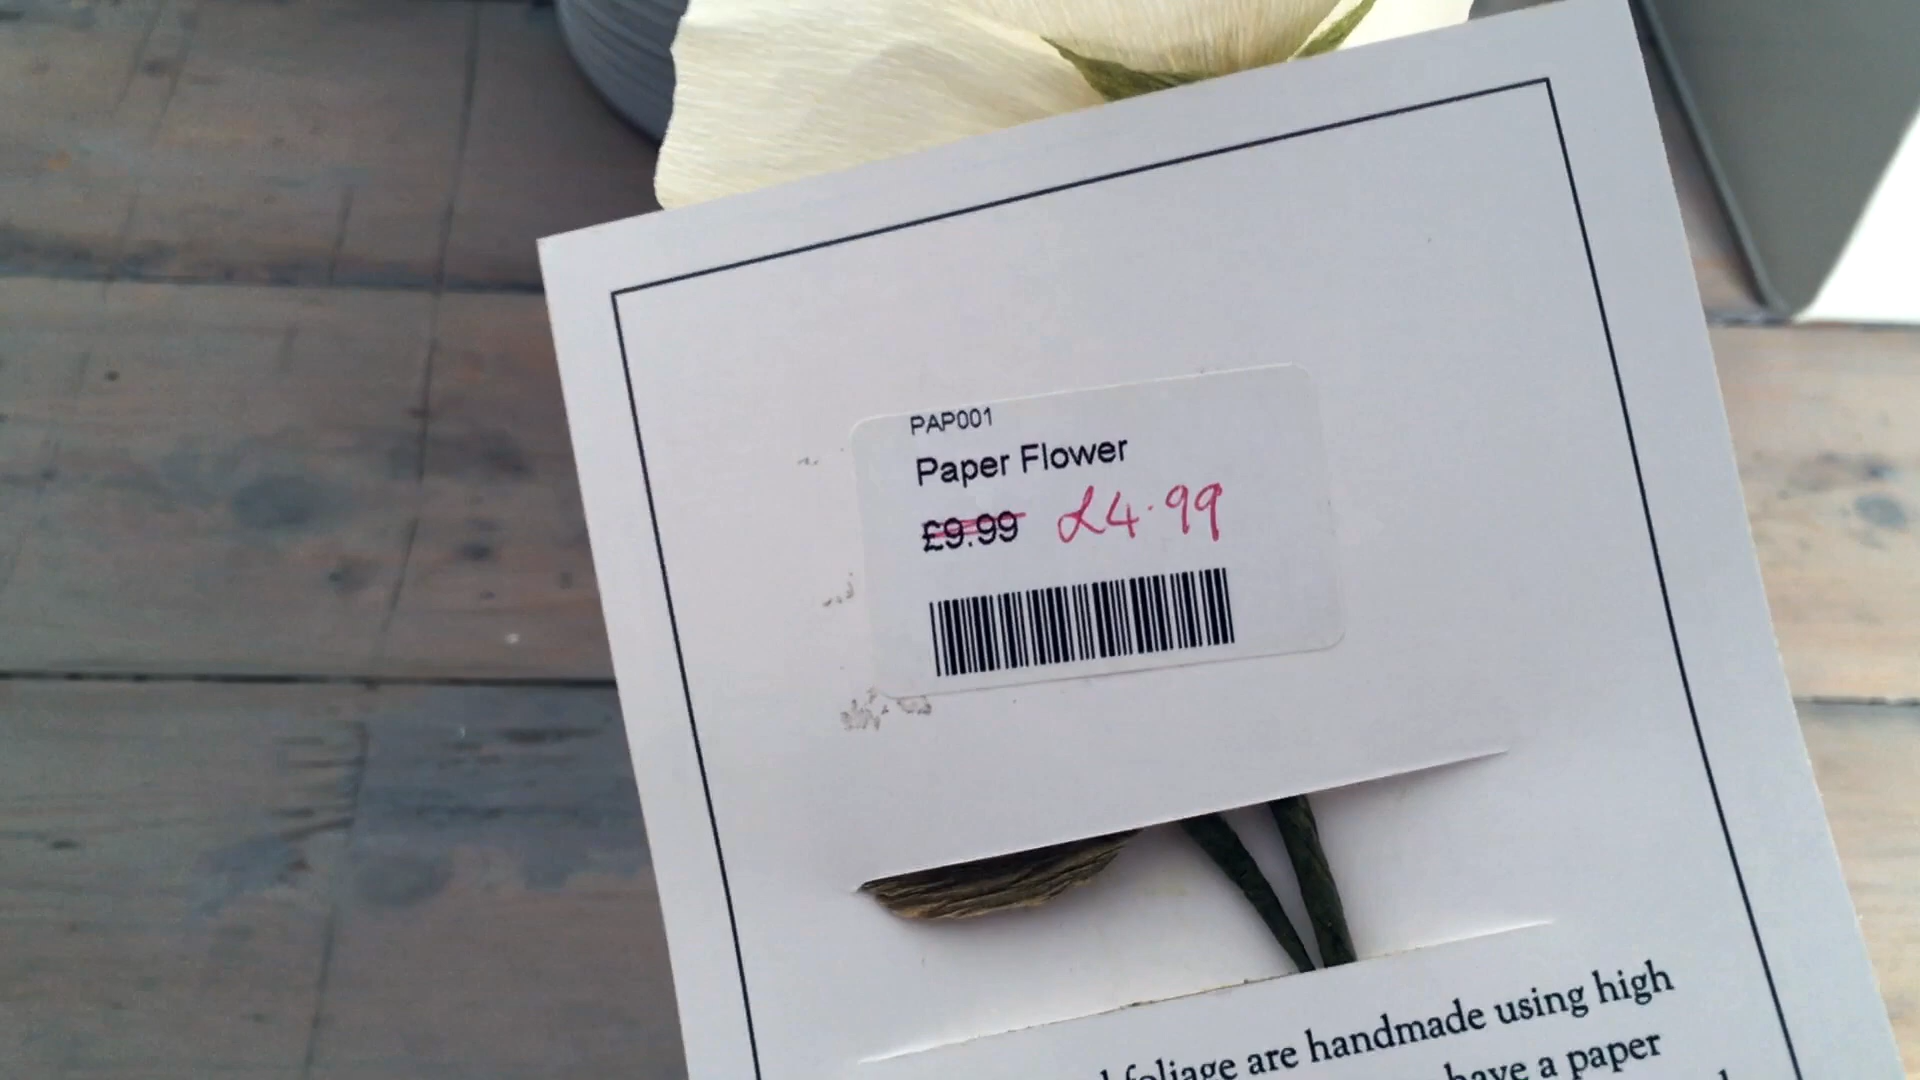 PAP001
Paper Flower
£9.99 £4.99
foliage are handmade using high
have a paper